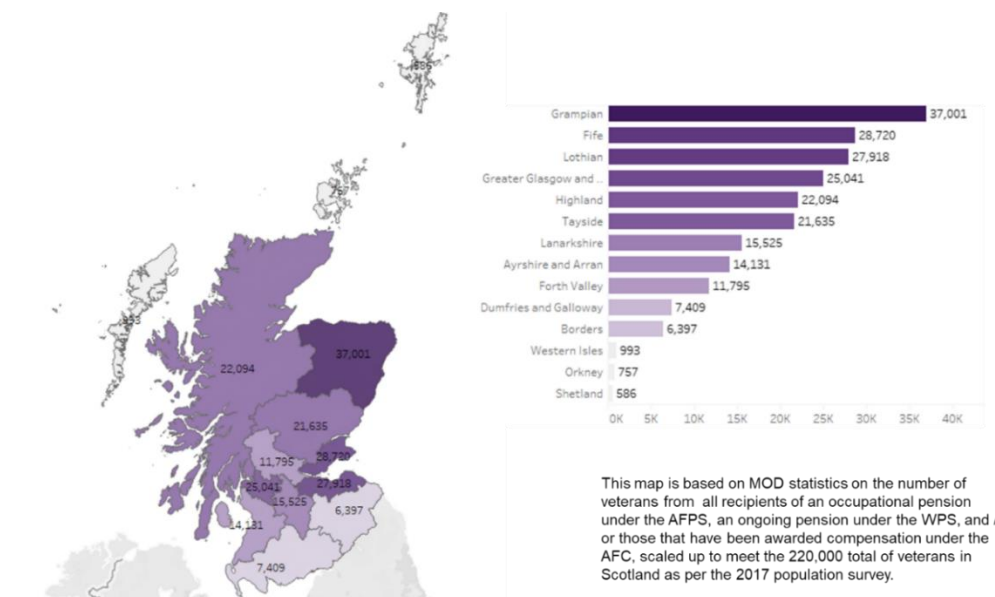 586
757
993
22,094
37,001
21,635
11,795
28,720
25,041
27,918
15,525
6,397
14,131
7,409
Grampian 37,001
Fife 28,720
Lothian 27,918
Greater Glasgow and .. 25,041
Highland 22,094
Tayside 21,635
Lanarkshire 15,525
Ayrshire and Arran 14,131
Forth Valley 11,795
Dumfries and Galloway 7,409
Borders 6,397
Western Isles 993
Orkney 757
Shetland 586
0K 5K 10K 15K 20K 25K 30K 35K 40K
This map is based on MOD statistics on the number of
veterans from all recipients of an occupational pension
under the AFPS, an ongoing pension under the WPS, and /
or those that have been awarded compensation under the
AFC, scaled up to meet the 220,000 total of veterans in
Scotland as per the 2017 population survey.